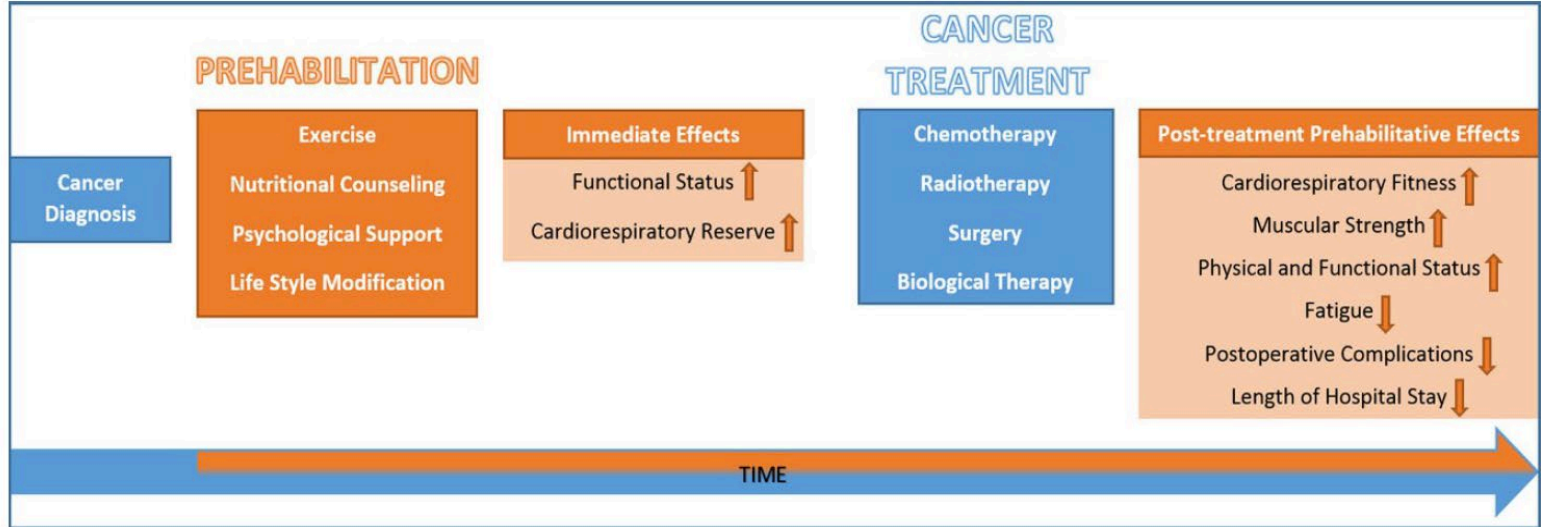 Cancer
Diagnosis
PREHABILITATION
Exercise
Nutritional Counseling
Psychological Support
Life Style Modification
Immediate Effects
Functional Status
Cardiorespiratory Reserve
CANCER
TREATMENT
Chemotherapy
Radiotherapy
Surgery
Biological Therapy
Post-treatment Prehabilitative Effects
Cardiorespiratory Fitness
Muscular Strength
Physical and Functional Status
Fatigue
Postoperative Complications
Length of Hospital Stay
TIME